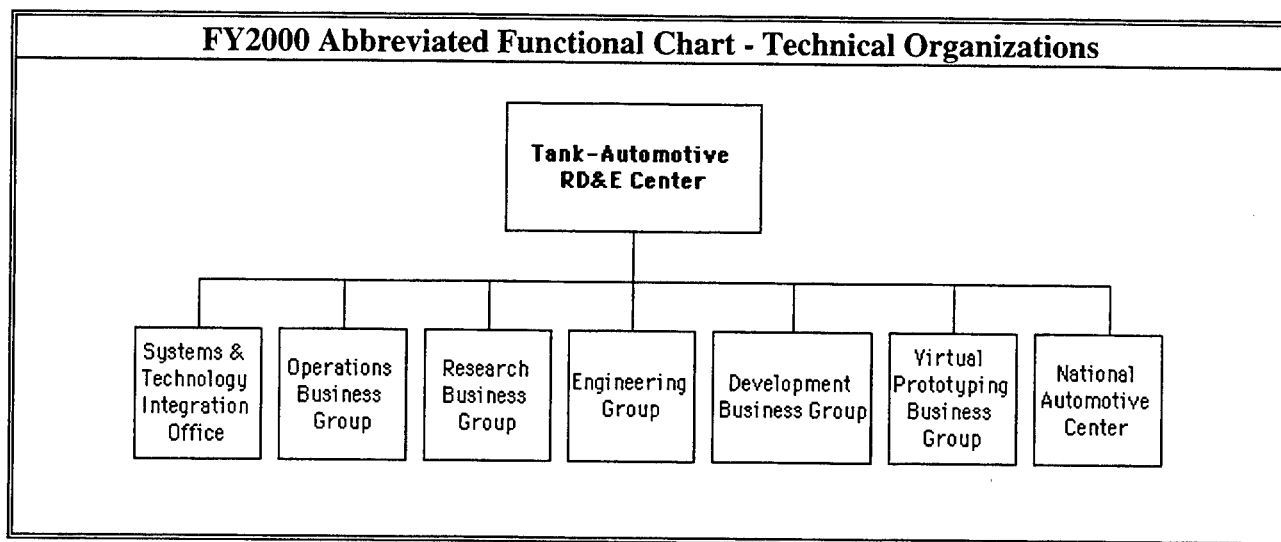 FY2000 Abbreviated Functional Chart - Technical Organizations
Tank-Automotive
RD&E Center
Systems &
Technology
Integration
Office
Operations
Business
Group
Research
Business
Group
Engineering
Group
Development
Business Group
Virtual
Prototyping
Business
Group
National
Automotive
Center